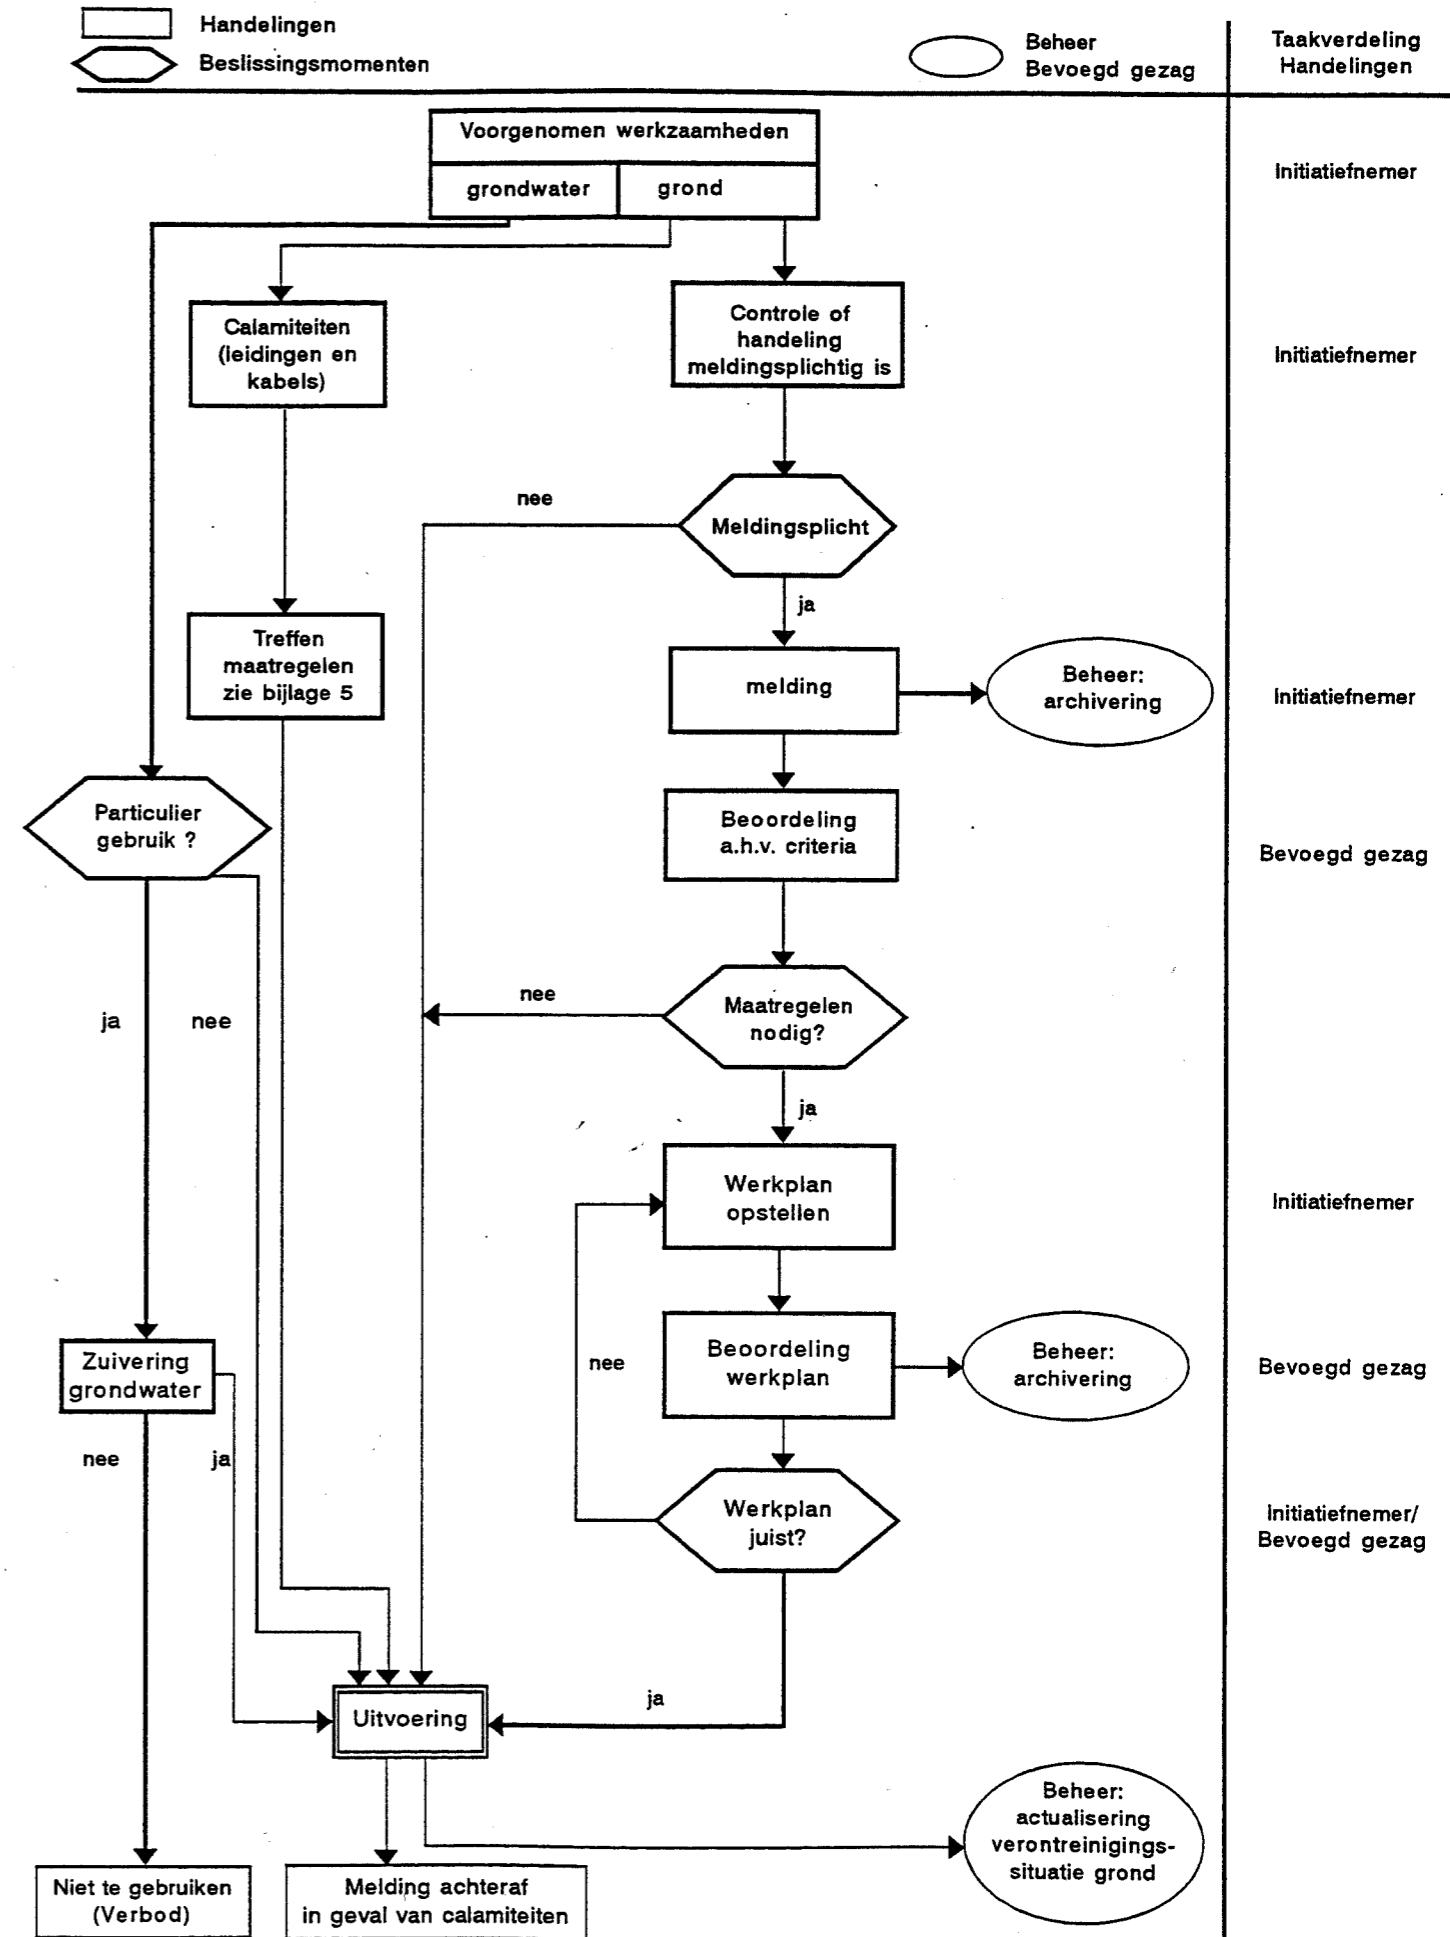 Handelingen
Beslissingsmomenten
Beheer
Bevoegd gezag
Taakverdeling
Handelingen
Voorgenomen werkzaamheden
grondwater
grond
Initiatiefnemer
Calamiteiten
(leidingen en
kabels)
Controle of
handeling
meldingsplichtig is
Initiatiefnemer
nee
Meldingsplicht
ja
Treffen
maatregelen
zie bijlage 5
melding
Beheer:
archivering
Initiatiefnemer
Particulier
gebruik ?
Beoordeling
a.h.v. criteria
Bevoegd gezag
ja
nee
nee
Maatregelen
nodig?
ja
Werkplan
opstellen
Initiatiefnemer
Zuivering
grondwater
nee
Beoordeling
werkplan
Beheer:
archivering
Bevoegd gezag
nee
ja
Werkplan
juist?
Initiatiefnemer/
Bevoegd gezag
Uitvoering
ja
Beheer:
actualisering
verontreinigings-
situatie grond
Niet te gebruiken
(Verbod)
Melding achteraf
in geval van calamiteiten